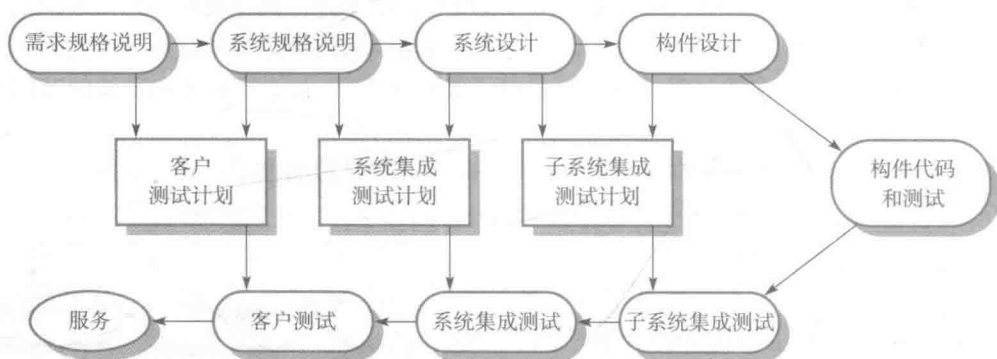 需求规格说明
系统规格说明
系统设计
构件设计
客户
测试计划
系统集成
测试计划
子系统集成
测试计划
构件代码
和测试
服务
客户测试
系统集成测试
子系统集成测试